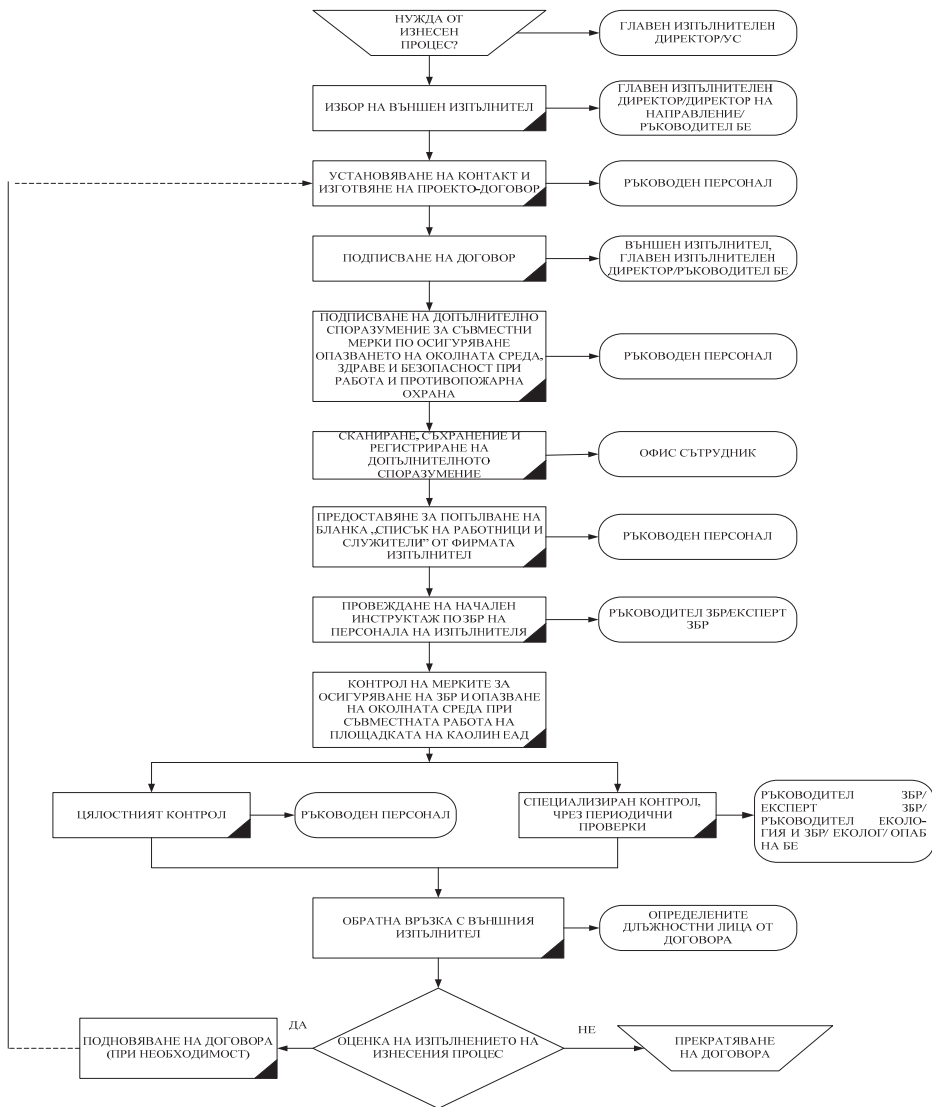 НУЖДА ОТ
ИЗНЕСЕН
ПРОЦЕС?
ГЛАВЕН ИЗПЪЛНИТЕЛЕН
ДИРЕКТОР/УС
ИЗБОР НА ВЪНШЕН ИЗПЪЛНИТЕЛ
ГЛАВЕН ИЗПЪЛНИТЕЛЕН
ДИРЕКТОР/ДИРЕКТОР НА
НАПРАВЛЕНИЕ/
РЪКОВОДИТЕЛ БЕ
УСТАНОВЯВАНЕ НА КОНТАКТ И
ИЗГОТВЯНЕ НА ПРОЕКТО-ДОГОВОР
РЪКОВОДЕН ПЕРСОНАЛ
ПОДПИСВАНЕ НА ДОГОВОР
ВЪНШЕН ИЗПЪЛНИТЕЛ,
ГЛАВЕН ИЗПЪЛНИТЕЛЕН
ДИРЕКТОР/РЪКОВОДИТЕЛ БЕ
ПОДПИСВАНЕ НА ДОПЪЛНИТЕЛНО
СПОРАЗУМЕНИЕ ЗА СЪВМЕСТНИ
МЕРКИ ПО ОСИГУРЯВАНЕ
ОПАЗВАНЕТО НА ОКОЛНАТА СРЕДА,
ЗДРАВЕ И БЕЗОПАСНОСТ ПРИ
РАБОТА И ПРОТИВОПОЖАРНА
ОХРАНА
РЪКОВОДЕН ПЕРСОНАЛ
СКАНИРАНЕ, СЪХРАНЕНИЕ И
РЕГИСТРИРАНЕ НА
ДОПЪЛНИТЕЛНОТО
СПОРАЗУМЕНИЕ
ОФИС СЪТРУДНИК
ПРЕДОСТАВЯНЕ ЗА ПОПЪЛВАНЕ НА
БЛАНКА „СПИСЪК НА РАБОТНИЦИ И
СЛУЖИТЕЛИ” ОТ ФИРМАТА
ИЗПЪЛНИТЕЛ
РЪКОВОДЕН ПЕРСОНАЛ
ПРОВЕЖДАНЕ НА НАЧАЛЕН
ИНСТРУКТАЖ ПО ЗБР НА
ПЕРСОНАЛА НА ИЗПЪЛНИТЕЛЯ
РЪКОВОДИТЕЛ ЗБР/ЕКСПЕРТ
ЗБР
КОНТРОЛ НА МЕРКИТЕ ЗА
ОСИГУРЯВАНЕ НА ЗБР И ОПАЗВАНЕ
НА ОКОЛНАТА СРЕДА ПРИ
СЪВМЕСТНАТА РАБОТА НА
ПЛОЩАДКАТА НА КАОЛИН ЕАД
ЦЯЛОСТНИЯТ КОНТРОЛ
РЪКОВОДЕН ПЕРСОНАЛ
СПЕЦИАЛИЗИРАН КОНТРОЛ,
ЧРЕЗ ПЕРИОДИЧНИ
ПРОВЕРКИ
РЪКОВОДИТЕЛ ЗБР/
ЕКСПЕРТ ЗБР/
РЪКОВОДИТЕЛ ЕКОЛО-
ГИЯ И ЗБР/ ЕКОЛОГ/ ОПАБ
НА БЕ
ОБРАТНА ВРЪЗКА С ВЪНШНИЯ
ИЗПЪЛНИТЕЛ
ОПРЕДЕЛЕНИТЕ
ДЛЪЖНОСТНИ ЛИЦА ОТ
ДОГОВОРА
ПОДНОВЯВАНЕ НА ДОГОВОРА
(ПРИ НЕОБХОДИМОСТ)
ДА
ОЦЕНКА НА ИЗПЪЛНЕНИЕТО НА
ИЗНЕСЕНИЯ ПРОЦЕС
НЕ
ПРЕКРАТЯВАНЕ
НА ДОГОВОРА